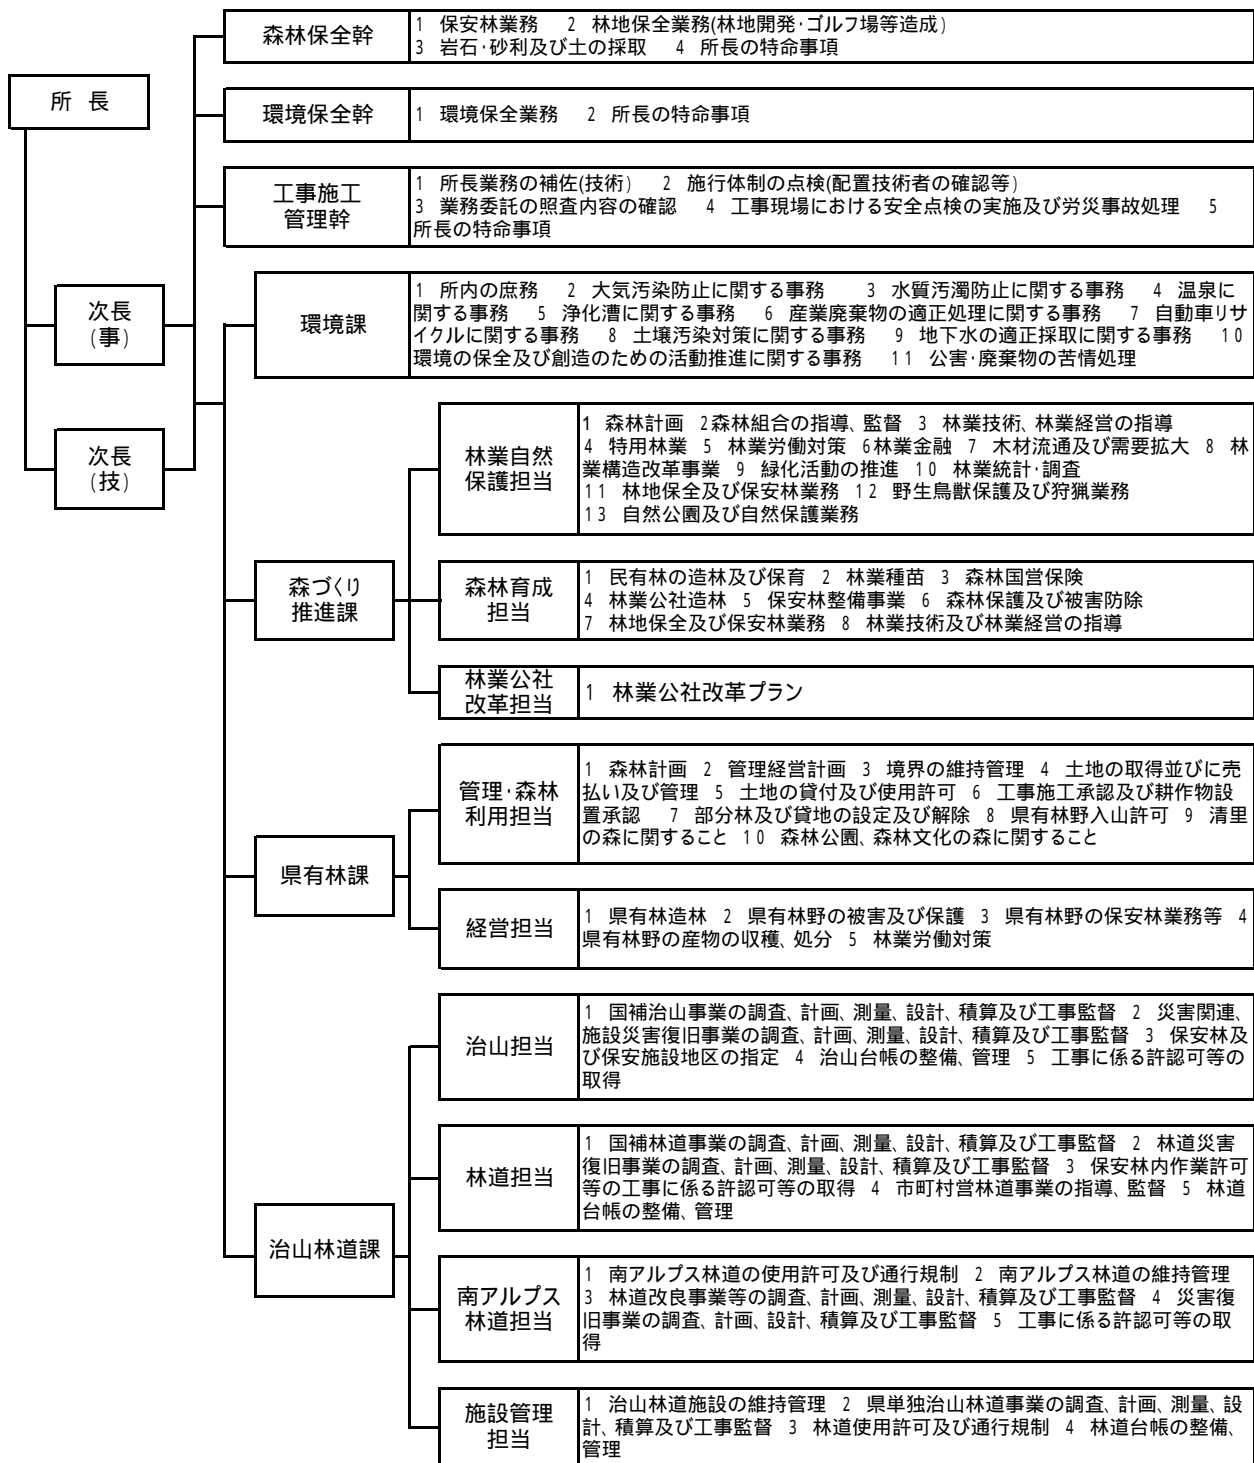 所 長
次長
(事)
次長
(技)
森林保全幹
1 保安林業務 2 林地保全業務(林地開発・ゴルフ場等造成)
3 岩石・砂利及び土の採取 4 所長の特命事項
環境保全幹
1 環境保全業務 2 所長の特命事項
工事施工
管理幹
1 所長業務の補佐(技術) 2 施行体制の点検(配置技術者の確認等)
3 業務委託の照査内容の確認 4 工事現場における安全点検の実施及び労災事故処理 5
所長の特命事項
環境課
1 所内の庶務 2 大気汚染防止に関する事務 3 水質汚濁防止に関する事務 4 温泉に
関する事務 5 浄化漕に関する事務 6 産業廃棄物の適正処理に関する事務 7 自動車リサ
イクルに関する事務 8 土壌汚染対策に関する事務 9 地下水の適正採取に関する事務 10
環境の保全及び創造のための活動推進に関する事務 11 公害・廃棄物の苦情処理
森づくり
推進課
林業自然
保護担当
1 森林計画 2森林組合の指導、監督 3 林業技術、林業経営の指導
4 特用林業 5 林業労働対策 6林業金融 7 木材流通及び需要拡大 8 林
業構造改革事業 9 緑化活動の推進 10 林業統計・調査
11 林地保全及び保安林業務 12 野生鳥獣保護及び狩猟業務
13 自然公園及び自然保護業務
森林育成
担当
1 民有林の造林及び保育 2 林業種苗 3 森林国営保険
4 林業公社造林 5 保安林整備事業 6 森林保護及び被害防除
7 林地保全及び保安林業務 8 林業技術及び林業経営の指導
林業公社
改革担当
1 林業公社改革プラン
県有林課
管理・森林
利用担当
1 森林計画 2 管理経営計画 3 境界の維持管理 4 土地の取得並びに売
払い及び管理 5 土地の貸付及び使用許可 6 工事施工承認及び耕作物設
置承認 7 部分林及び貸地の設定及び解除 8 県有林野入山許可 9 清里
の森に関すること 10 森林公園、森林文化の森に関すること
経営担当
1 県有林造林 2 県有林野の被害及び保護 3 県有林野の保安林業務等 4
県有林野の産物の収穫、処分 5 林業労働対策
治山林道課
治山担当
1 国補治山事業の調査、計画、測量、設計、積算及び工事監督 2 災害関連、
施設災害復旧事業の調査、計画、測量、設計、積算及び工事監督 3 保安林及
び保安施設地区の指定 4 治山台帳の整備、管理 5 工事に係る許認可等の
取得
林道担当
1 国補林道事業の調査、計画、測量、設計、積算及び工事監督 2 林道災害
復旧事業の調査、計画、測量、設計、積算及び工事監督 3 保安林内作業許可
等の工事に係る許認可等の取得 4 市町村営林道事業の指導、監督 5 林道
台帳の整備、管理
南アルプス
林道担当
1 南アルプス林道の使用許可及び通行規制 2 南アルプス林道の維持管理
3 林道改良事業等の調査、計画、測量、設計、積算及び工事監督 4 災害復
旧事業の調査、計画、設計、積算及び工事監督 5 工事に係る許認可等の取
得
施設管理
担当
1 治山林道施設の維持管理 2 県単独治山林道事業の調査、計画、測量、設
計、積算及び工事監督 3 林道使用許可及び通行規制 4 林道台帳の整備、
管理